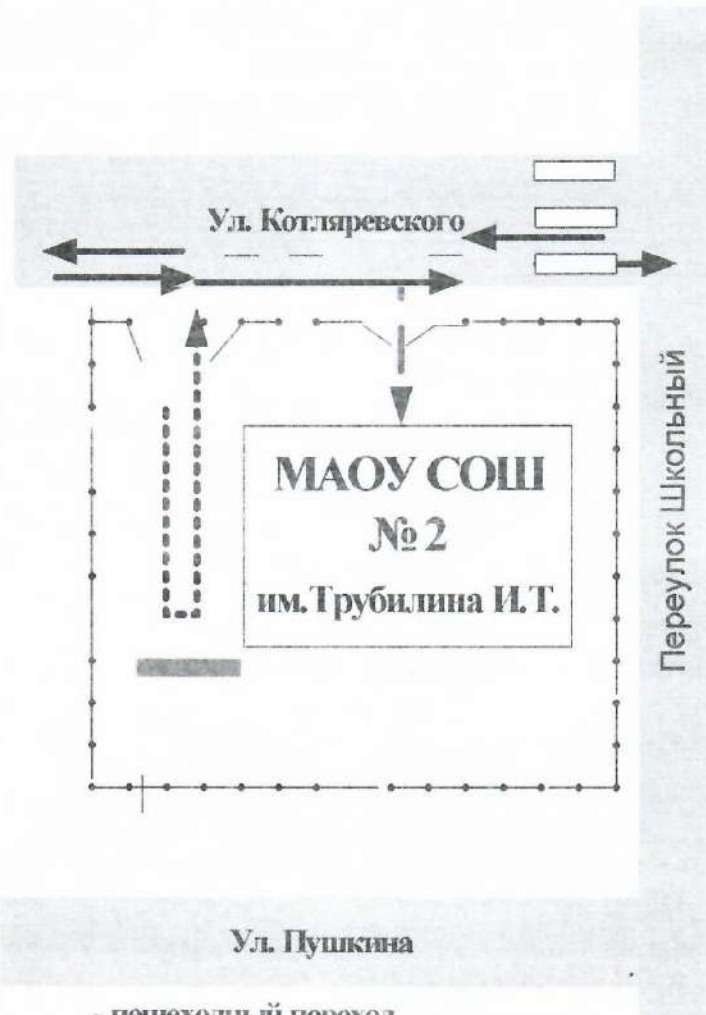 Ул. Котляревского
МАОУ СОШ
№ 2
им.Трубилина И.Т.
Переулок Школьный
Ул. Пушкина
- пешеходный переход